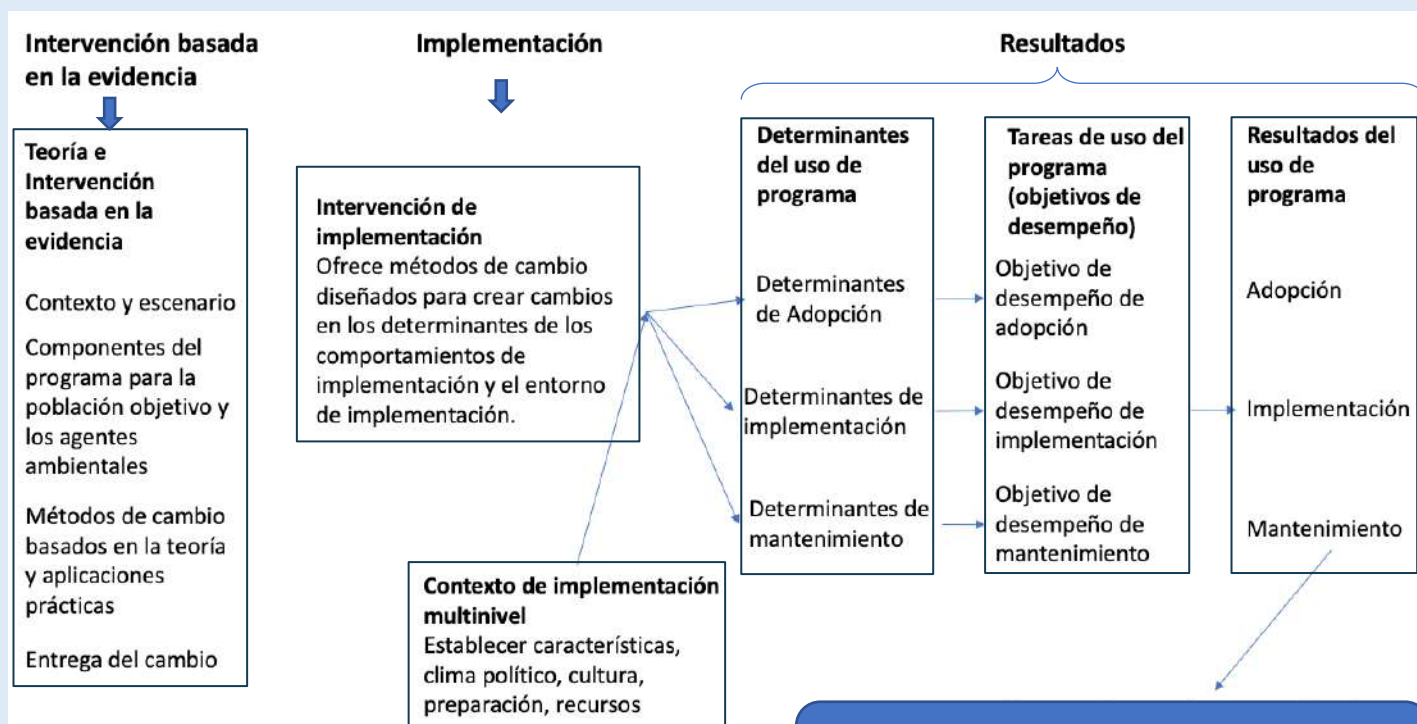 Intervención basada
en la evidencia
Implementación
Resultados
Teoría e
Intervención
basada en la
evidencia
Contexto y escenario
Componentes del
programa para la
población objetivo y
los agentes
ambientales
Métodos de cambio
basados en la teoría
y aplicaciones
prácticas
Entrega del cambio
Intervención de
implementación
Ofrece métodos de cambio
diseñados para crear cambios
en los determinantes de los
comportamientos de
implementación y el entorno
de implementación.
Contexto de implementación
multinivel
Establecer características,
clima político, cultura,
preparación, recursos
Determinantes
del uso de
programa
Determinantes
de Adopción
Determinantes de
implementación
Determinantes de
mantenimiento
Tareas de uso del
programa
(objetivos de
desempeño)
Objetivo de
desempeño de
adopción
Objetivo de
desempeño de
implementación
Objetivo de
desempeño de
mantenimiento
Resultados del
uso de
programa
Adopción
Implementación
Mantenimiento